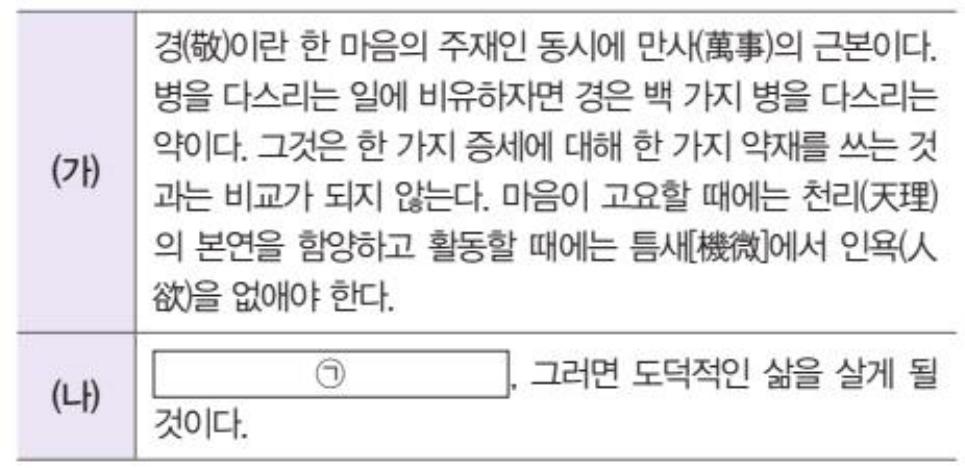 (가)
경(敬)이란 한 마음의 주재인 동시에 만사(萬事)의 근본이다.
병을 다스리는 일에 비유하자면 경은 백 가지 병을 다스리는
약이다. 그것은 한 가지 증세에 대해 한 가지 약재를 쓰는 것
과는 비교가 되지 않는다. 마음이 고요할 때에는 천리(天理)
의 본연을 함양하고 활동할 때에는 틈새[機微]에서 인욕(人
欲)을 없애야 한다.
(나)
㉠, 그러면 도덕적인 삶을 살게 될
것이다.